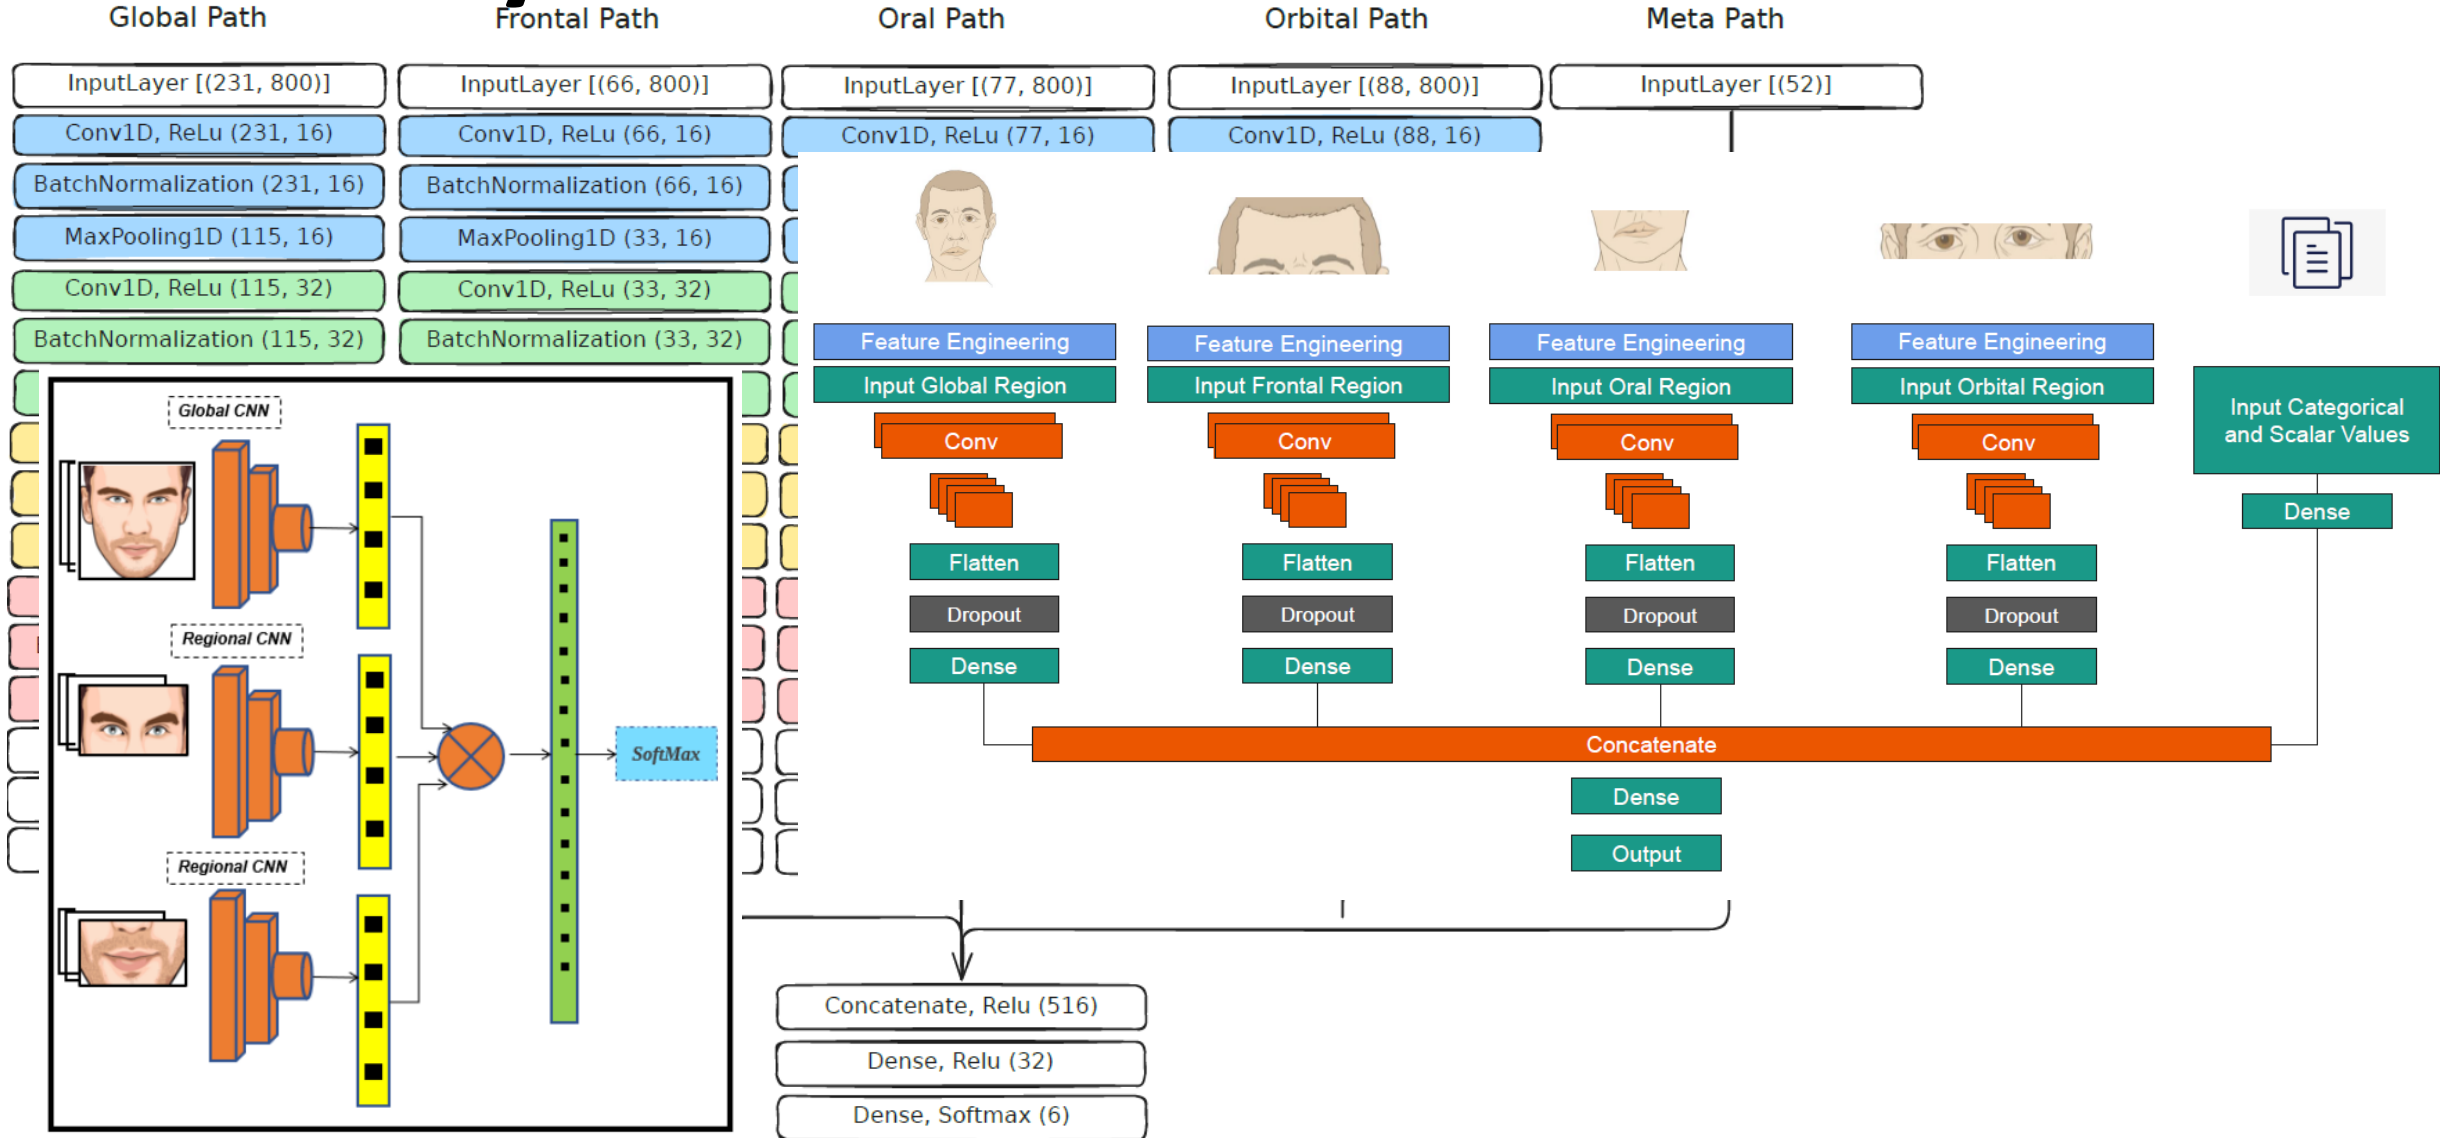 Global Path
Frontal Path
Oral Path
Orbital Path
Meta Path
InputLayer [(231, 800)]
InputLayer [(66, 800)]
InputLayer [(77, 800)]
InputLayer [(88, 800)]
InputLayer [(52)]
Conv1D, ReLu (231, 16)
Conv1D, ReLu (66, 16)
Conv1D, ReLu (77, 16)
Conv1D, ReLu (88, 16)
BatchNormalization (231, 16)
BatchNormalization (66, 16)
MaxPooling1D (115, 16)
MaxPooling1D (33, 16)
Conv1D, ReLu (115, 32)
Conv1D, ReLu (33, 32)
BatchNormalization (115, 32)
BatchNormalization (33, 32)
Global CNN
Regional CNN
Regional CNN
SoftMax
Feature Engineering
Feature Engineering
Feature Engineering
Feature Engineering
Input Global Region
Input Frontal Region
Input Oral Region
Input Orbital Region
Input Categorical
and Scalar Values
Conv
Conv
Conv
Conv
Dense
Flatten
Flatten
Flatten
Flatten
Dropout
Dropout
Dropout
Dropout
Dense
Dense
Dense
Dense
Concatenate
Dense
Output
Concatenate, Relu (516)
Dense, Relu (32)
Dense, Softmax (6)